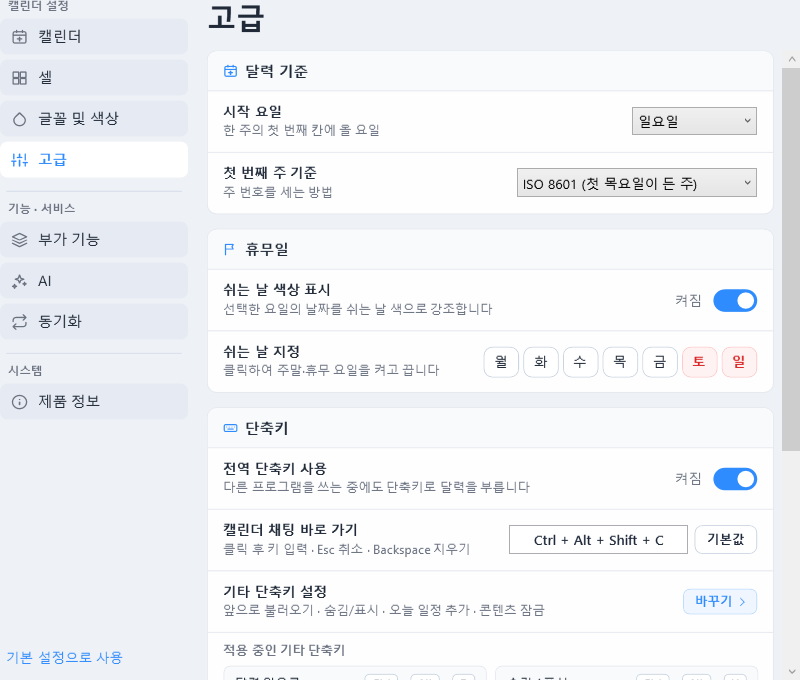 캘린더 설정
캘린더
셀
글꼴 및 색상
고급
기능 · 서비스
부가 기능
AI
동기화
시스템
제품 정보
기본 설정으로 사용
고급
달력 기준
시작 요일
한 주의 첫 번째 칸에 올 요일
일요일
첫 번째 주 기준
주 번호를 세는 방법
ISO 8601 (첫 목요일이 든 주)
휴무일
쉬는 날 색상 표시
선택한 요일의 날짜를 쉬는 날 색으로 강조합니다
켜짐
쉬는 날 지정
클릭하여 주말·휴무 요일을 켜고 끕니다
월 화 수 목 금 토 일
단축키
전역 단축키 사용
다른 프로그램을 쓰는 중에도 단축키로 달력을 부릅니다
켜짐
캘린더 채팅 바로 가기
클릭 후 키 입력 · Esc 취소 · Backspace 지우기
Ctrl + Alt + Shift + C
기본값
기타 단축키 설정
앞으로 불러오기 · 숨김/표시 · 오늘 일정 추가 · 콘텐츠 잠금
바꾸기
적용 중인 기타 단축키